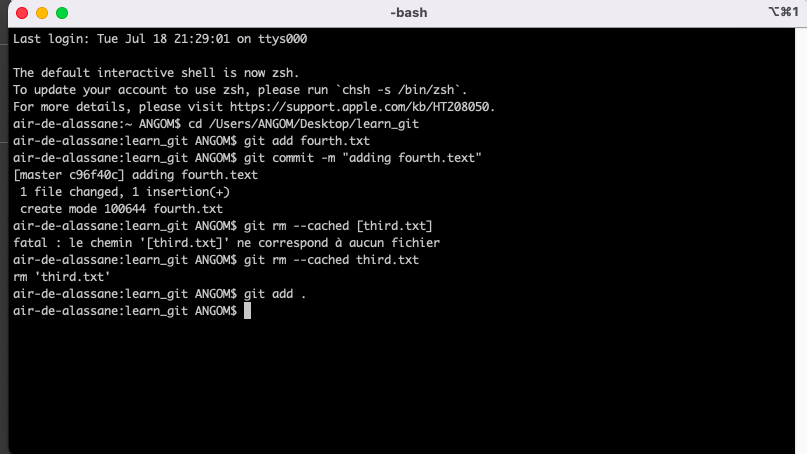 -bash
⌥⌘1
Last login: Tue Jul 18 21:29:01 on ttys000
The default interactive shell is now zsh.
To update your account to use zsh, please run `chsh -s /bin/zsh`.
For more details, please visit https://support.apple.com/kb/HT208050.
air-de-alassane:~ ANGOM$ cd /Users/ANGOM/Desktop/learn_git
air-de-alassane:learn_git ANGOM$ git add fourth.txt
air-de-alassane:learn_git ANGOM$ git commit -m "adding fourth.text"
[master c96f40c] adding fourth.text
1 file changed, 1 insertion(+)
create mode 100644 fourth.txt
air-de-alassane:learn_git ANGOM$ git rm --cached [third.txt]
fatal : le chemin '[third.txt]' ne correspond à aucun fichier
air-de-alassane:learn_git ANGOM$ git rm --cached third.txt
rm 'third.txt'
air-de-alassane:learn_git ANGOM$ git add .
air-de-alassane:learn_git ANGOM$